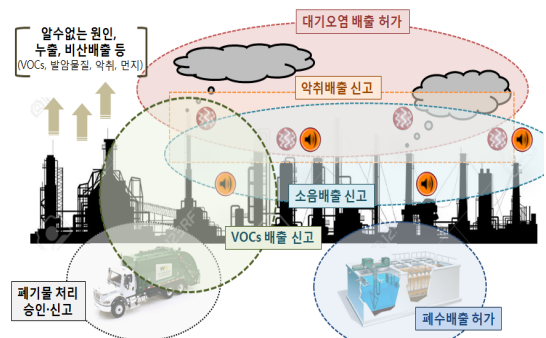 알수없는 원인,
누출, 비산배출 등
(VOCs, 발암물질, 악취, 먼지)
대기오염 배출 허가
악취배출 신고
소음배출 신고
VOCs 배출 신고
폐기물 처리
승인·신고
폐수배출 허가